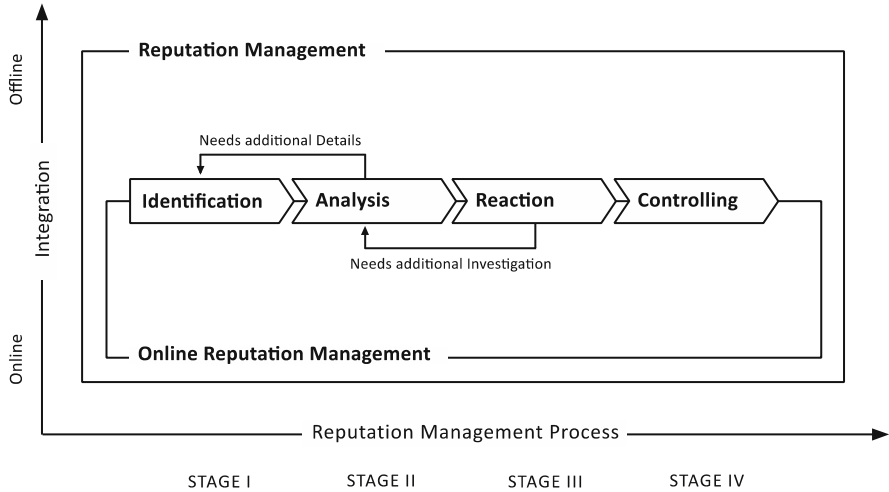 Reputation Management
Offline
Needs additional Details
Identification
Analysis
Reaction
Controlling
Integration
Needs additional Investigation
Online
Online Reputation Management
Reputation Management Process
STAGE I
STAGE II
STAGE III
STAGE IV